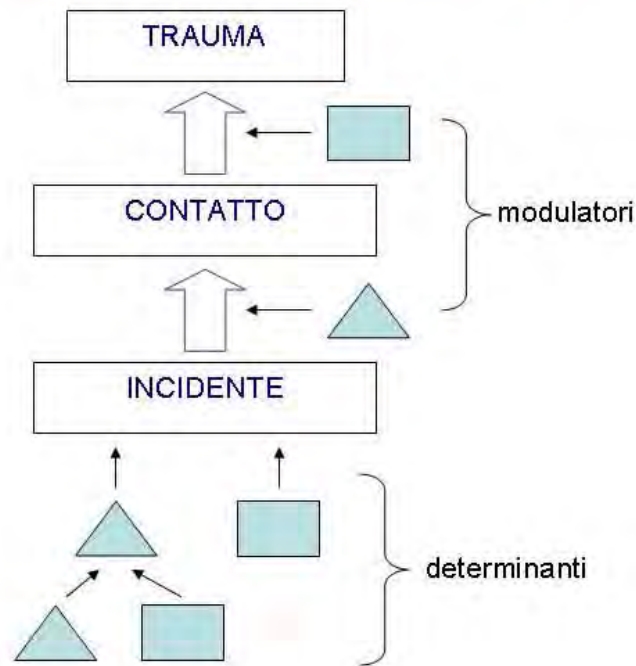 TRAUMA
CONTATTO
modulatori
INCIDENTE
determinanti